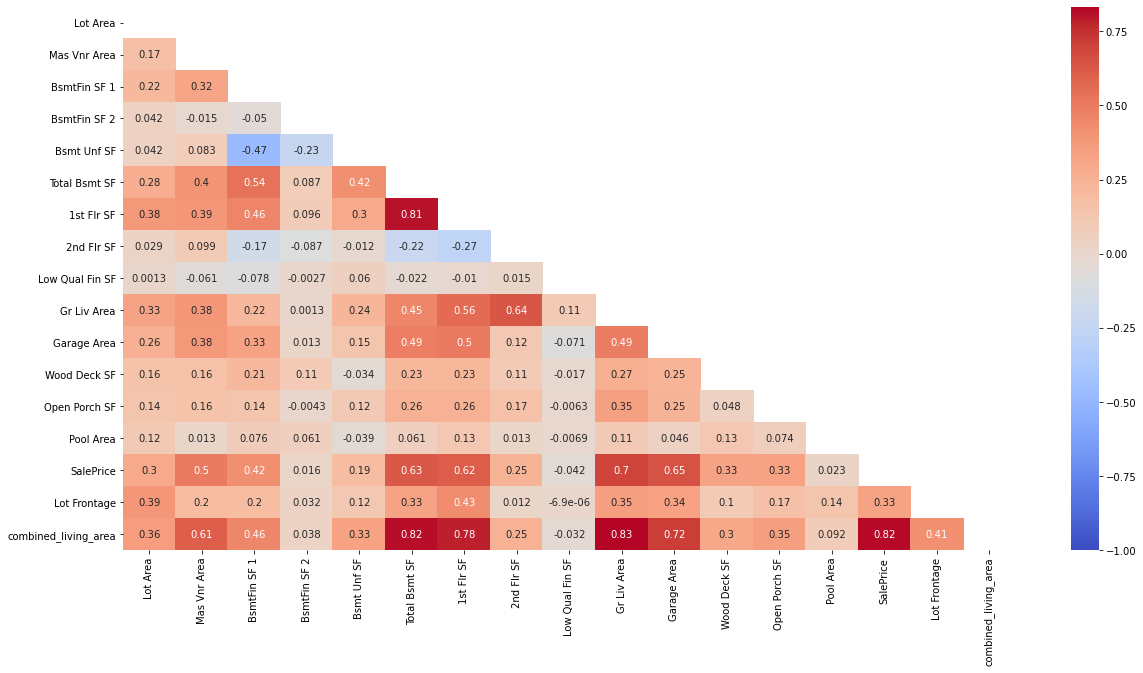 Lot Area
Mas Vnr Area 0.17
BsmtFin SF 1 0.22 0.32
BsmtFin SF 2 0.042 -0.015 -0.05
Bsmt Unf SF 0.042 0.083 -0.47 -0.23
Total Bsmt SF 0.28 0.4 0.54 0.087 0.42
1st Flr SF 0.38 0.39 0.46 0.096 0.3 0.81
2nd Flr SF 0.029 0.099 -0.17 -0.087 -0.012 -0.22 -0.27
Low Qual Fin SF 0.0013 -0.061 -0.078 -0.0027 0.06 -0.022 -0.01 0.015
Gr Liv Area 0.33 0.38 0.22 0.0013 0.24 0.45 0.56 0.64 0.11
Garage Area 0.26 0.38 0.33 0.013 0.15 0.49 0.5 0.12 -0.071 0.49
Wood Deck SF 0.16 0.16 0.21 0.11 -0.034 0.23 0.23 0.11 -0.017 0.27 0.25
Open Porch SF 0.14 0.16 0.14 -0.0043 0.12 0.26 0.26 0.17 -0.0063 0.35 0.25 0.048
Pool Area 0.12 0.013 0.076 0.061 -0.039 0.061 0.13 0.013 -0.0069 0.11 0.046 0.13 0.074
SalePrice 0.3 0.5 0.42 0.016 0.19 0.63 0.62 0.25 -0.042 0.7 0.65 0.33 0.33 0.023
Lot Frontage 0.39 0.2 0.2 0.032 0.12 0.33 0.43 0.012 -6.9e-06 0.35 0.34 0.1 0.17 0.14 0.33
combined_living_area 0.36 0.61 0.46 0.038 0.33 0.82 0.78 0.25 -0.032 0.83 0.72 0.3 0.35 0.092 0.82 0.41
Lot Area
Mas Vnr Area
BsmtFin SF 1
BsmtFin SF 2
Bsmt Unf SF
Total Bsmt SF
1st Flr SF
2nd Flr SF
Low Qual Fin SF
Gr Liv Area
Garage Area
Wood Deck SF
Open Porch SF
Pool Area
SalePrice
Lot Frontage
combined_living_area
0.75
0.50
0.25
0.00
−0.25
−0.50
−0.75
−1.00